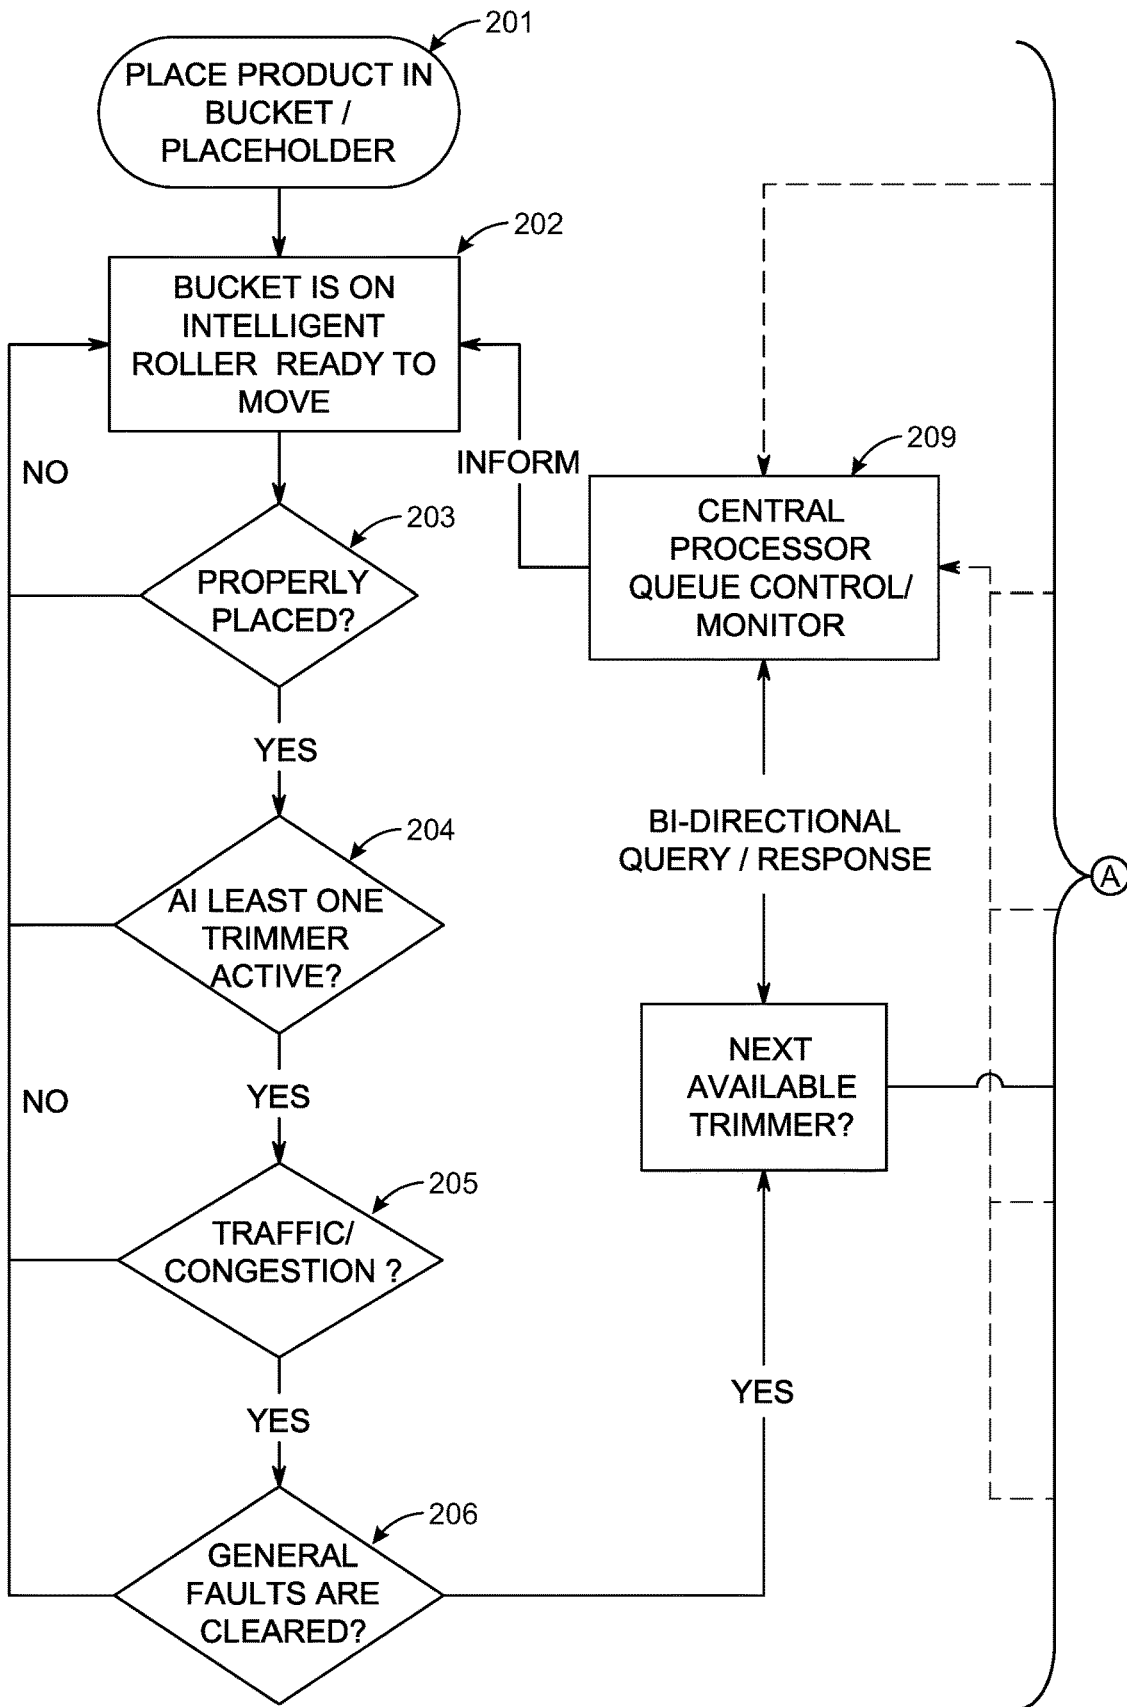 201
PLACE PRODUCT IN
BUCKET /
PLACEHOLDER
202
BUCKET IS ON
INTELLIGENT
ROLLER READY TO
MOVE
NO
INFORM
209
CENTRAL
PROCESSOR
QUEUE CONTROL/
MONITOR
203
PROPERLY
PLACED?
YES
204
AI LEAST ONE
TRIMMER
ACTIVE?
BI-DIRECTIONAL
QUERY / RESPONSE
A
NEXT
AVAILABLE
TRIMMER?
NO
YES
205
TRAFFIC/
CONGESTION ?
YES
YES
206
GENERAL
FAULTS ARE
CLEARED?